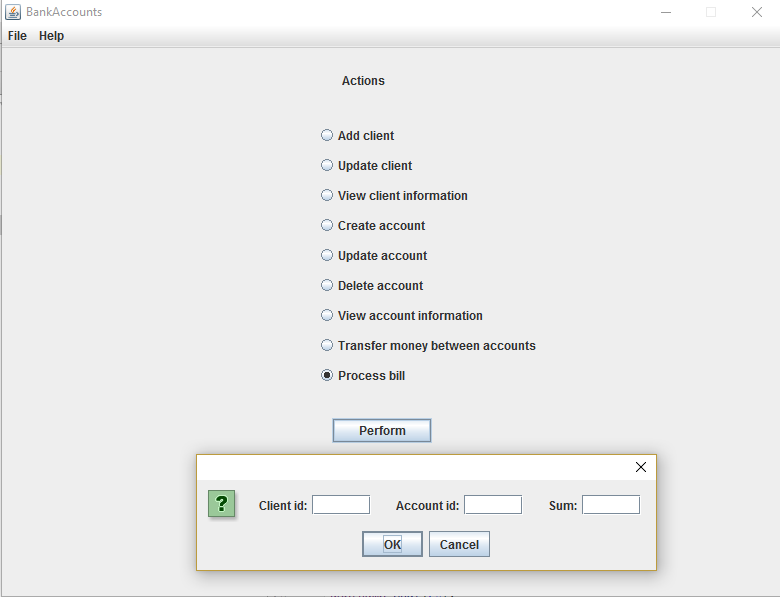 BankAccounts
File Help
Actions
Add client
Update client
View client information
Create account
Update account
Delete account
View account information
Transfer money between accounts
Process bill
Perform
? Client id: Account id: Sum:
OK Cancel